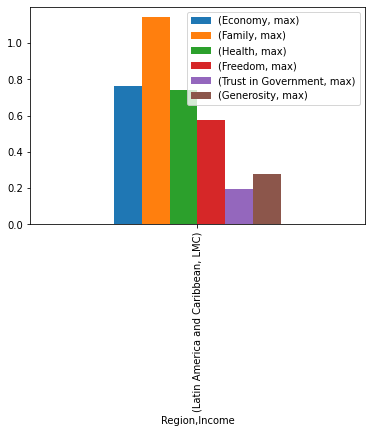 (Economy, max)
(Family, max)
(Health, max)
(Freedom, max)
(Trust in Government, max)
(Generosity, max)
1.0
0.8
0.6
0.4
0.2
0.0
(Latin America and Caribbean, LMC)
Region,Income